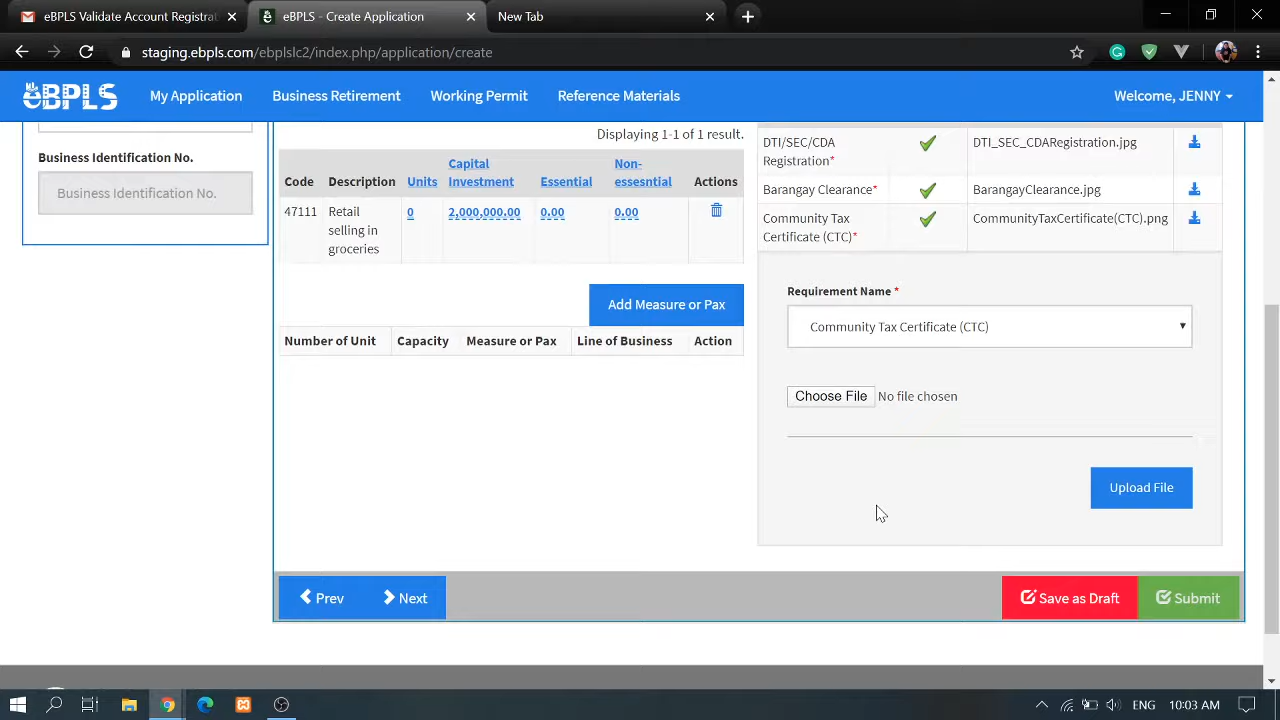 eBPLS Validate Account Registrat
eBPLS - Create Application
New Tab
staging.ebpls.com/ebplslc2/index.php/application/create
eBPLS
My Application
Business Retirement
Working Permit
Reference Materials
Welcome, JENNY
Business Identification No.
Business Identification No.
Displaying 1-1 of 1 result.
Code
Description
Units
Capital
Investment
Essential
Non-
essesntial
Actions
47111
Retail
selling in
groceries
0
2,000,000.00
0.00
0.00
Add Measure or Pax
Number of Unit
Capacity
Measure or Pax
Line of Business
Action
DTI/SEC/CDA
Registration*
DTI_SEC_CDARegistration.jpg
Barangay Clearance*
BarangayClearance.jpg
Community Tax
Certificate (CTC)*
CommunityTaxCertificate(CTC).png
Requirement Name *
Community Tax Certificate (CTC)
Choose File No file chosen
Upload File
Prev
Next
Save as Draft
Submit
ENG
10:03 AM